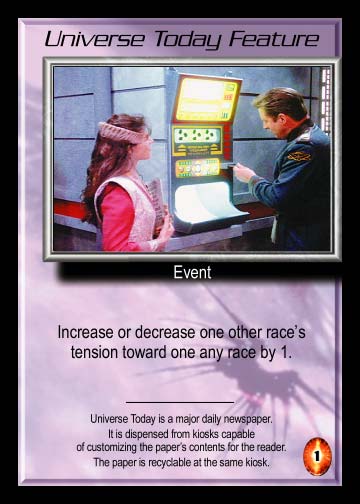 Universe Today Feature
Event
Increase or decrease one other race's
tension toward one any race by 1.
Universe Today is a major daily newspaper.
It is dispensed from kiosks capable
of customizing the paper's contents for the reader.
The paper is recyclable at the same kiosk.
1